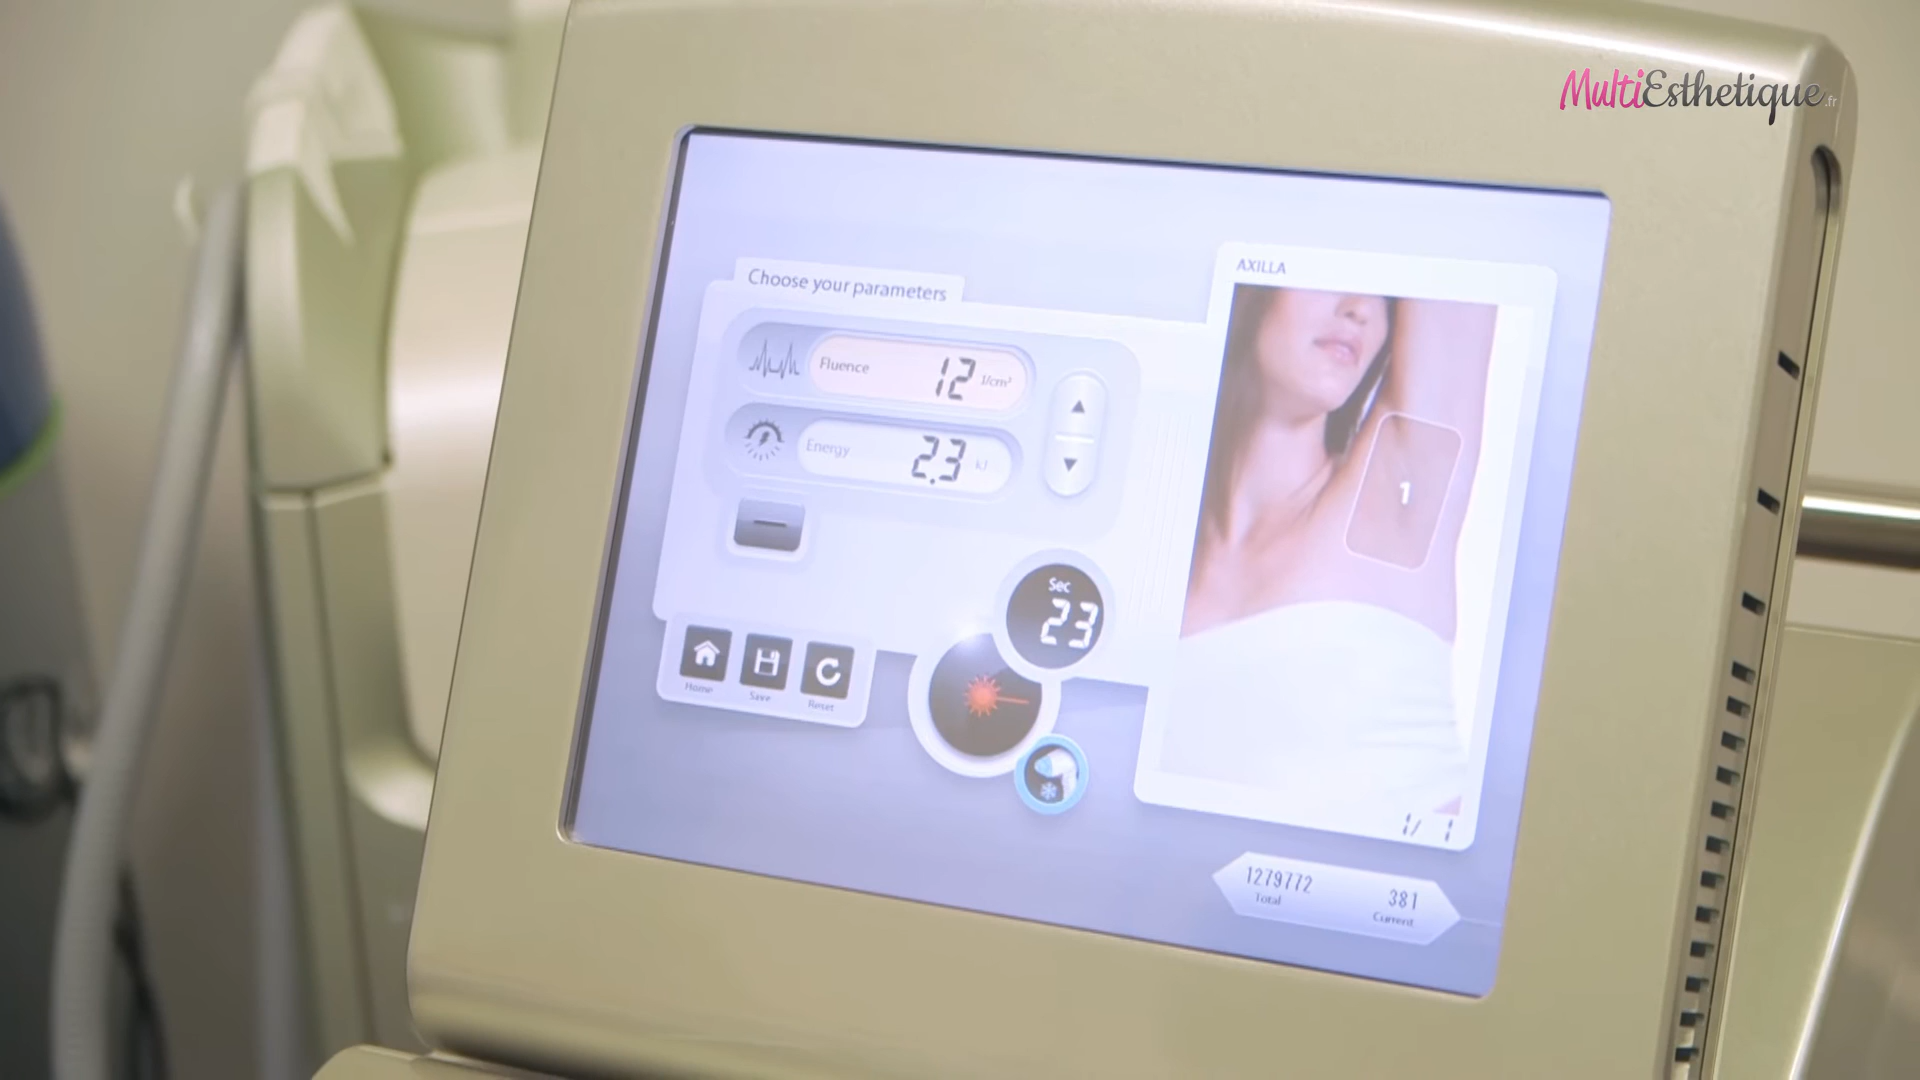 MultiEsthetique.fr
Choose your parameters
Fluence 12 J/cm²
Energy 2.3 kJ
Sec
23
Home Save Reset
AXILLA
1
1/ 1
1279772 381
Total Current